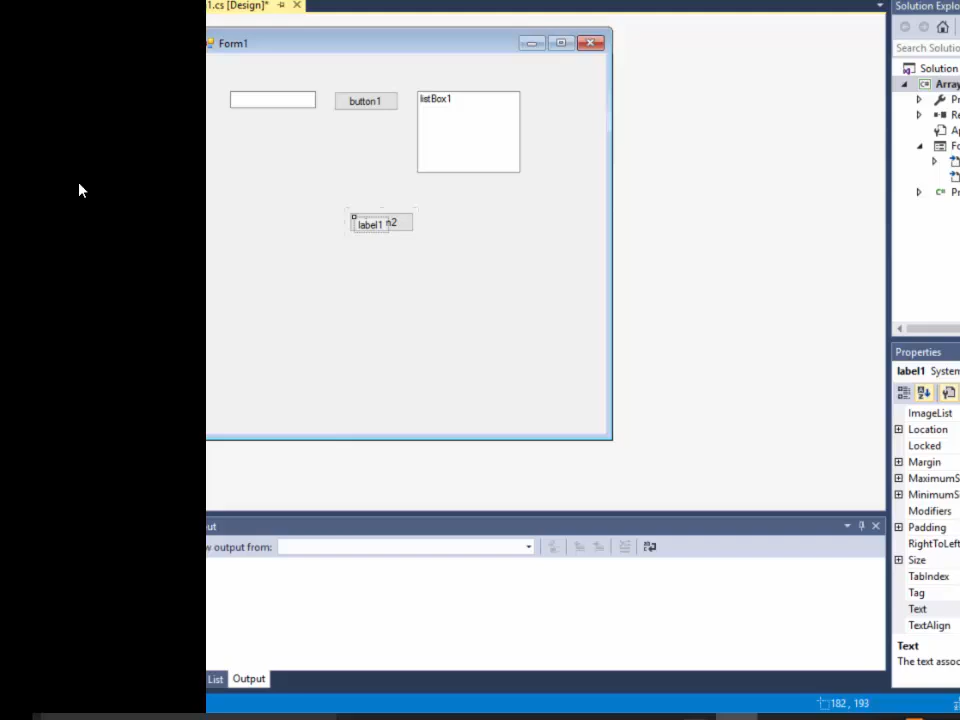 1.cs [Design]*
Solution Explo
Form1
Search Solutio
Solution
Array
button1
listBox1
label1
n2
Properties
label1 System
ImageList
Location
Locked
Margin
MaximumS
MinimumS
Modifiers
Padding
RightToLeft
Size
TabIndex
Tag
Text
TextAlign
Text
The text assoc
ut
w output from:
List
Output
182 , 193